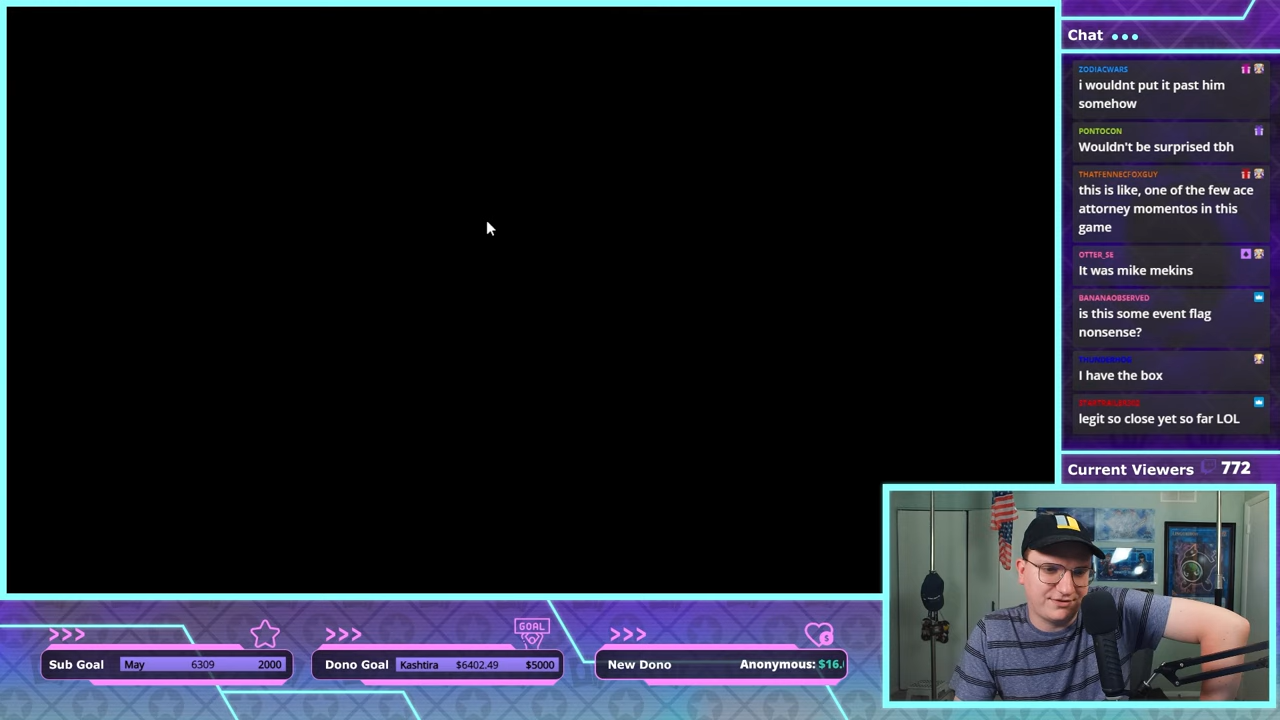 Chat
ZODIACWARS
i wouldnt put it past him
somehow
PONTOCON
Wouldn't be surprised tbh
THATFENNECFOXGUY
this is like, one of the few ace
attorney momentos in this
game
OTTER_SE
It was mike mekins
BANANAOBSERVED
is this some event flag
nonsense?
I have the box
legit so close yet so far LOL
Current Viewers 772
>>>
Sub Goal May 6309 2000
>>> GOAL
Dono Goal Kashtira $6402.49 $5000
>>>
New Dono Anonymous: $16.